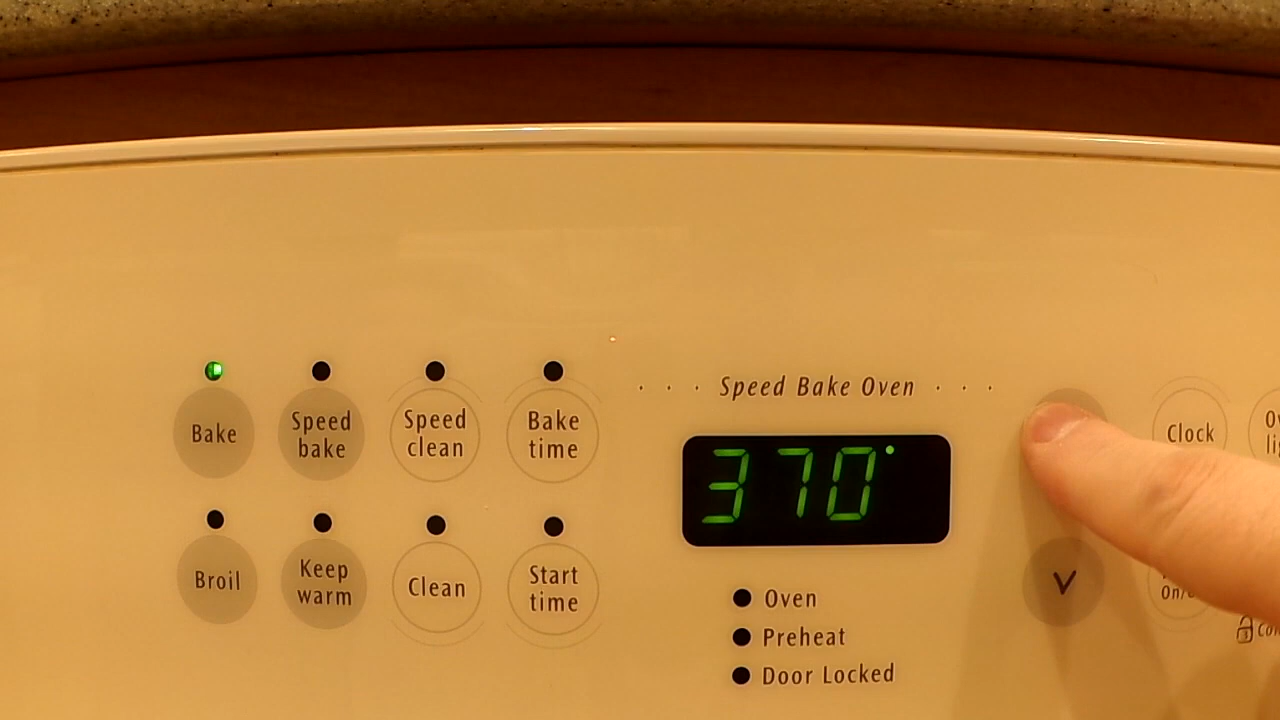 Speed Bake Oven
Bake
Speed
bake
Speed
clean
Bake
time
370°
Clock
Broil
Keep
warm
Clean
Start
time
Oven
Preheat
Door Locked